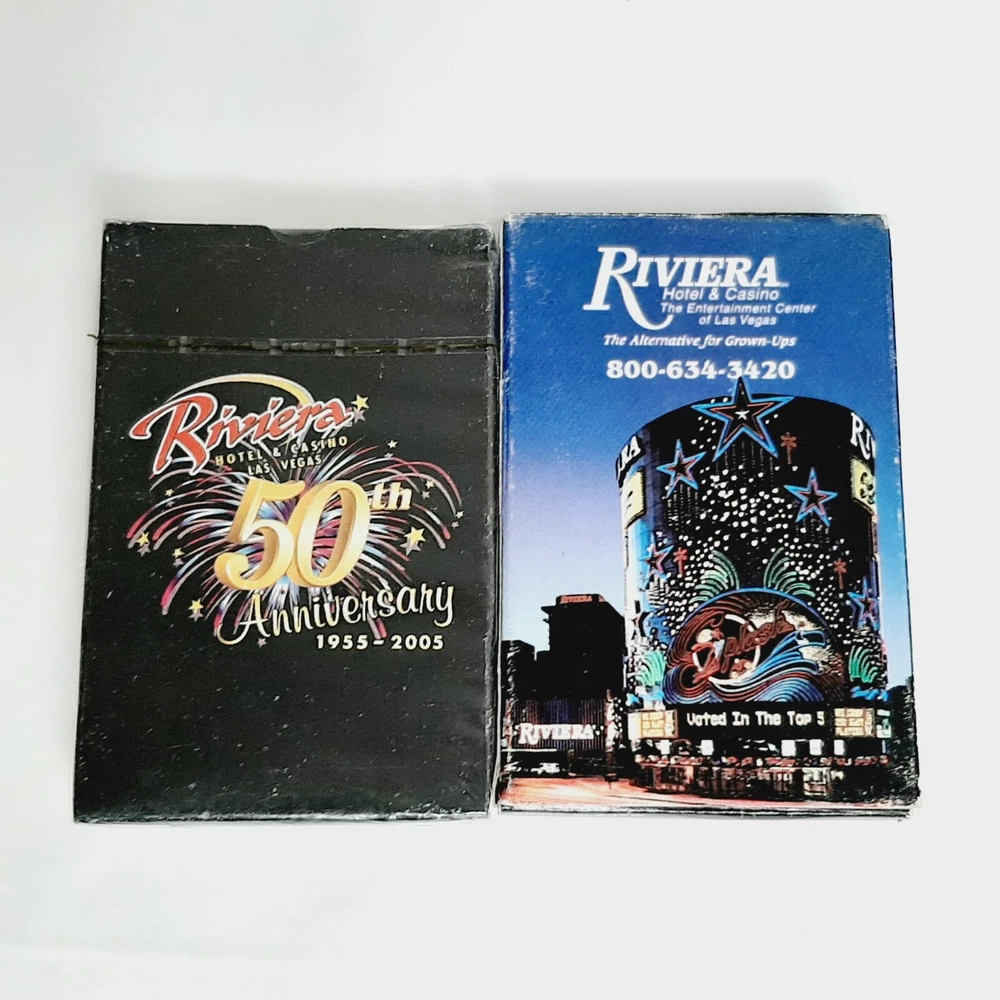 Riviera
HOTEL & CASINO
LAS VEGAS
50th
Anniversary
1955-2005
RIVIERA
Hotel & Casino
The Entertainment Center
of Las Vegas
The Alternative for Grown-Ups
800-634-3420
RIVIERA
Splash
Voted In The Top 5
RIVIERA